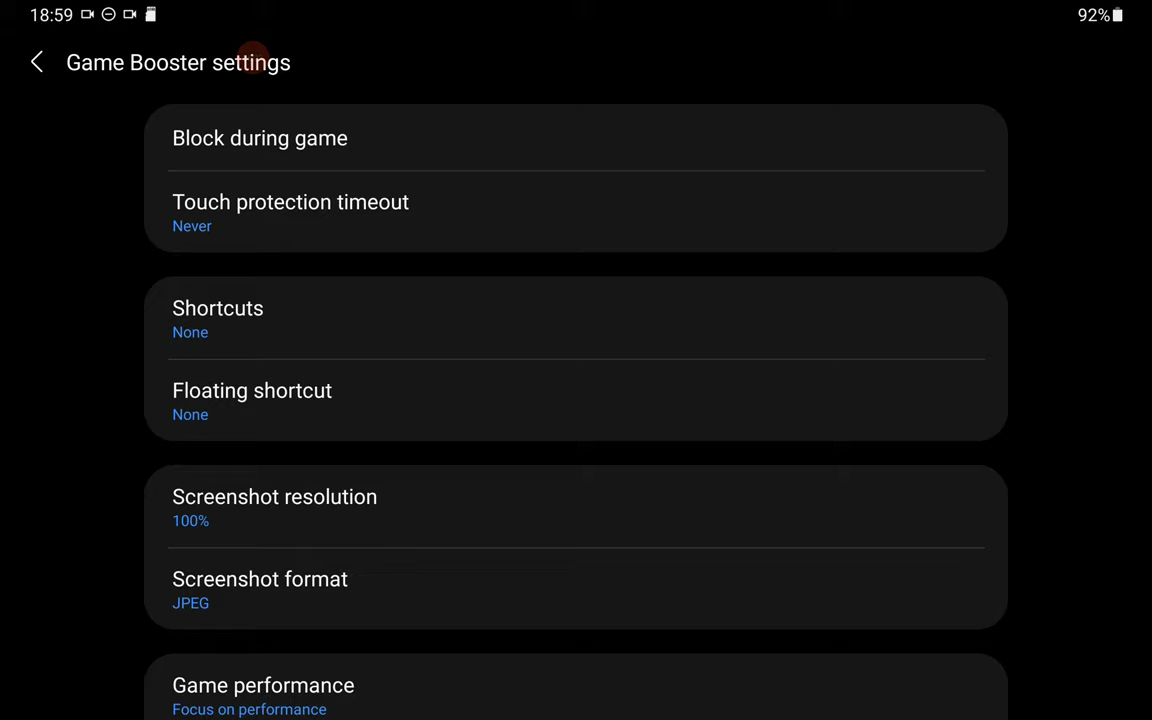 18:59
92%
Game Booster settings
Block during game
Touch protection timeout
Never
Shortcuts
None
Floating shortcut
None
Screenshot resolution
100%
Screenshot format
JPEG
Game performance
Focus on performance